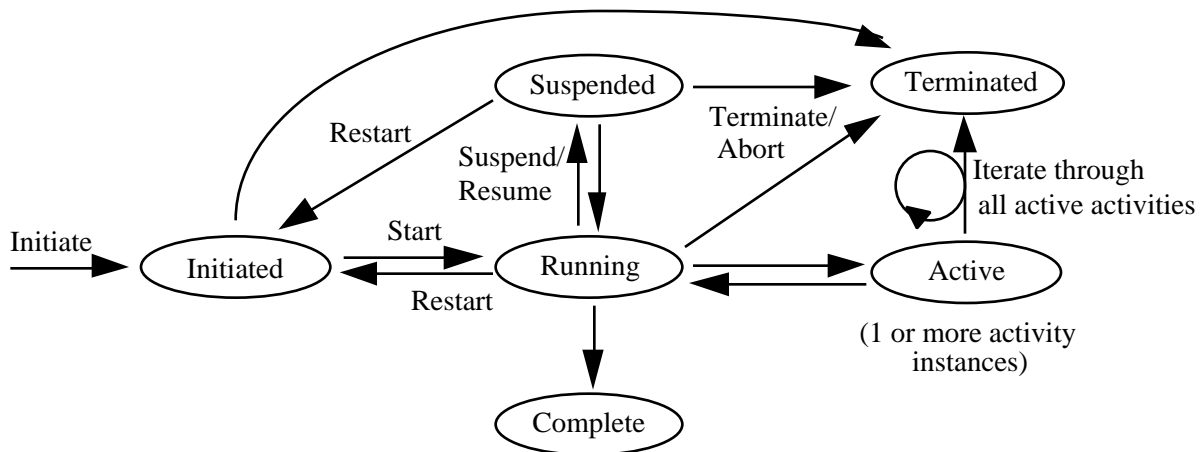 Suspended
Terminated
Restart
Suspend/
Resume
Terminate/
Abort
Iterate through
all active activities
Initiate
Initiated
Start
Restart
Running
Active
(1 or more activity
instances)
Complete